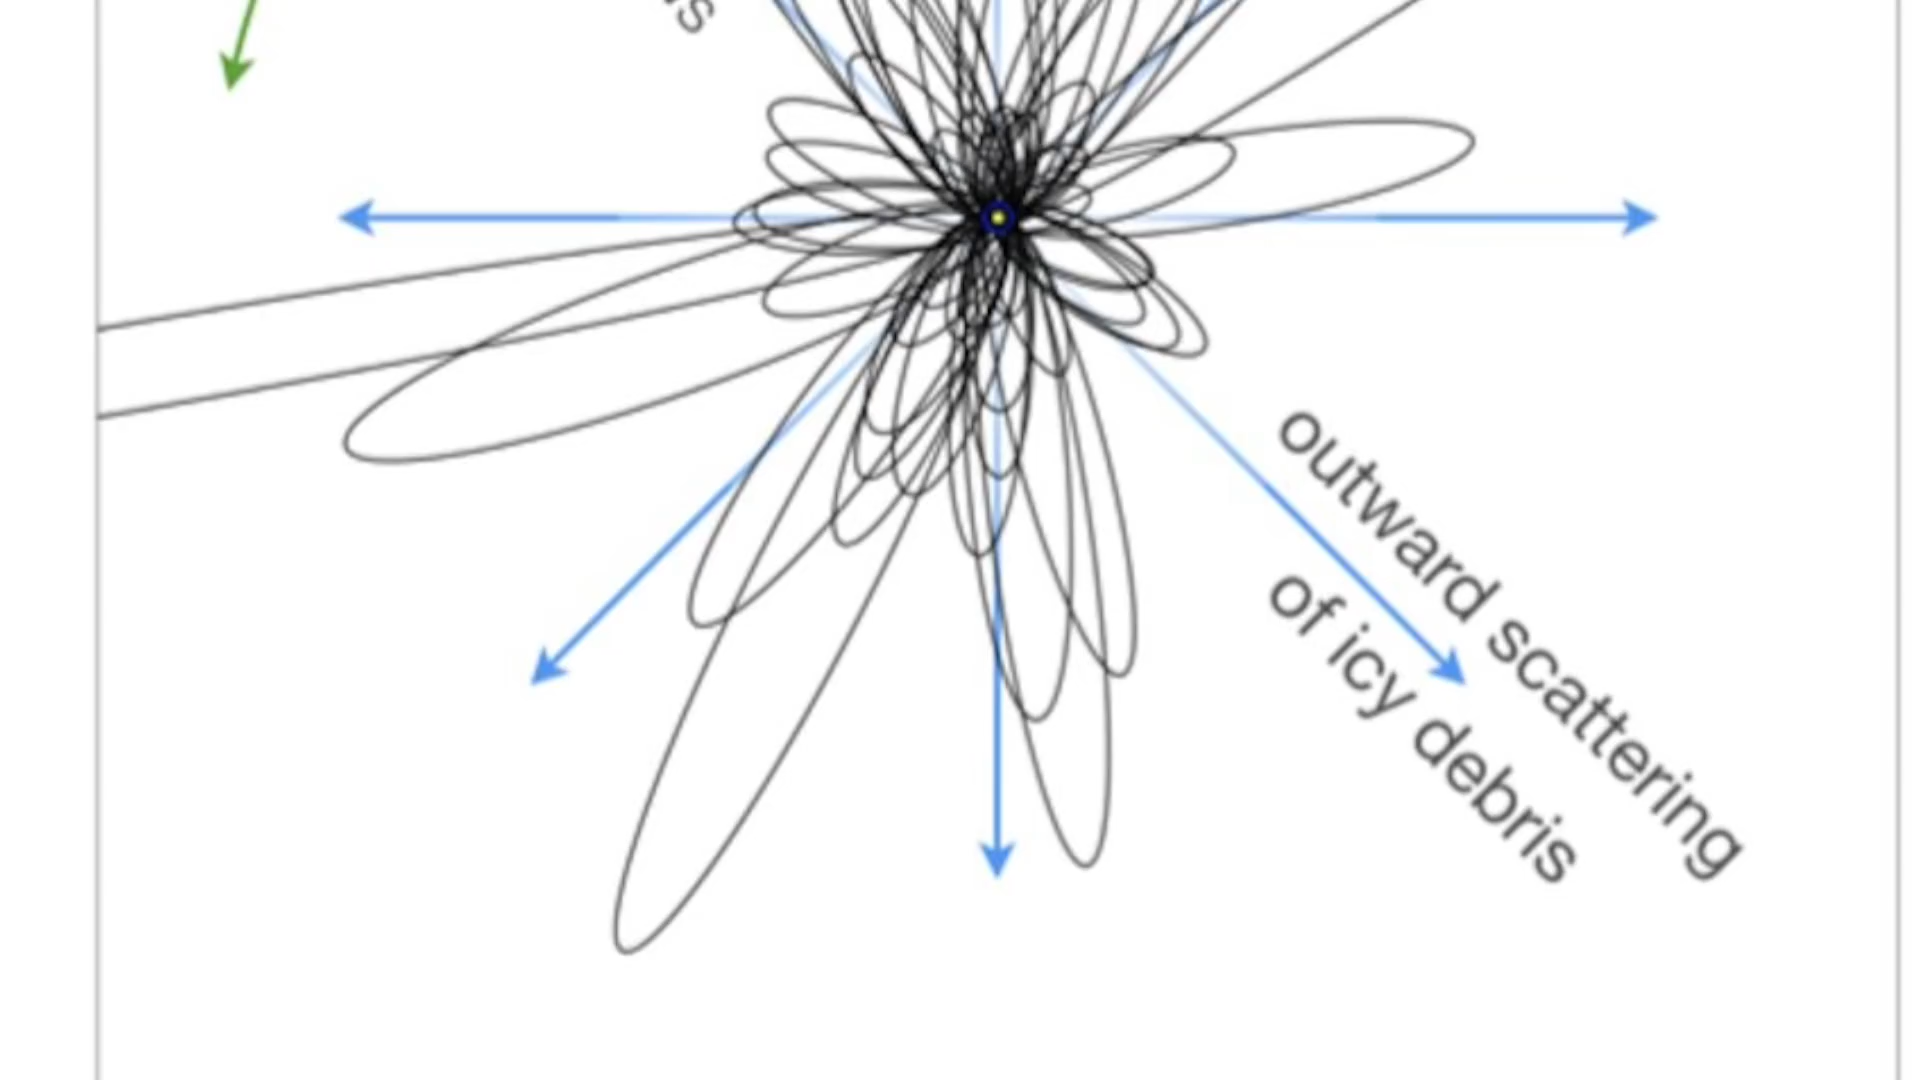 outward scattering
of icy debris